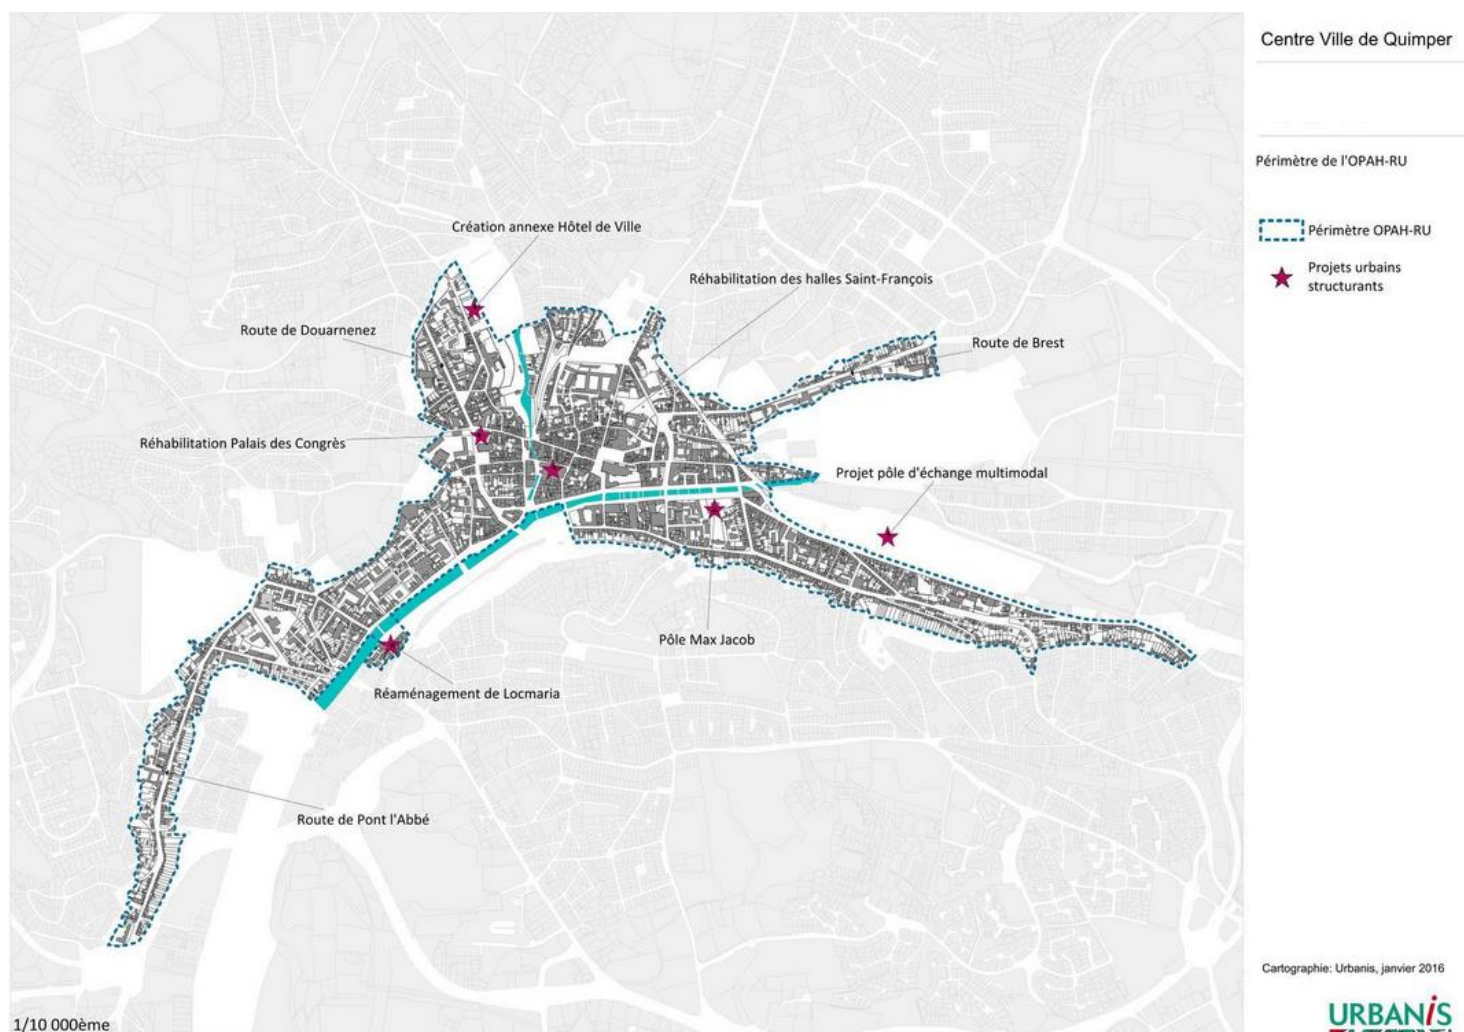 Centre Ville de Quimper
Périmètre de l'OPAH-RU
Périmètre OPAH-RU
Projets urbains
structurants
Création annexe Hôtel de Ville
Réhabilitation des halles Saint-François
Route de Douarnenez
Route de Brest
Réhabilitation Palais des Congrès
Projet pôle d'échange multimodal
Pôle Max Jacob
Réaménagement de Locmaria
Route de Pont l'Abbé
Cartographie: Urbanis, janvier 2016
URBANiS
1/10 000ème